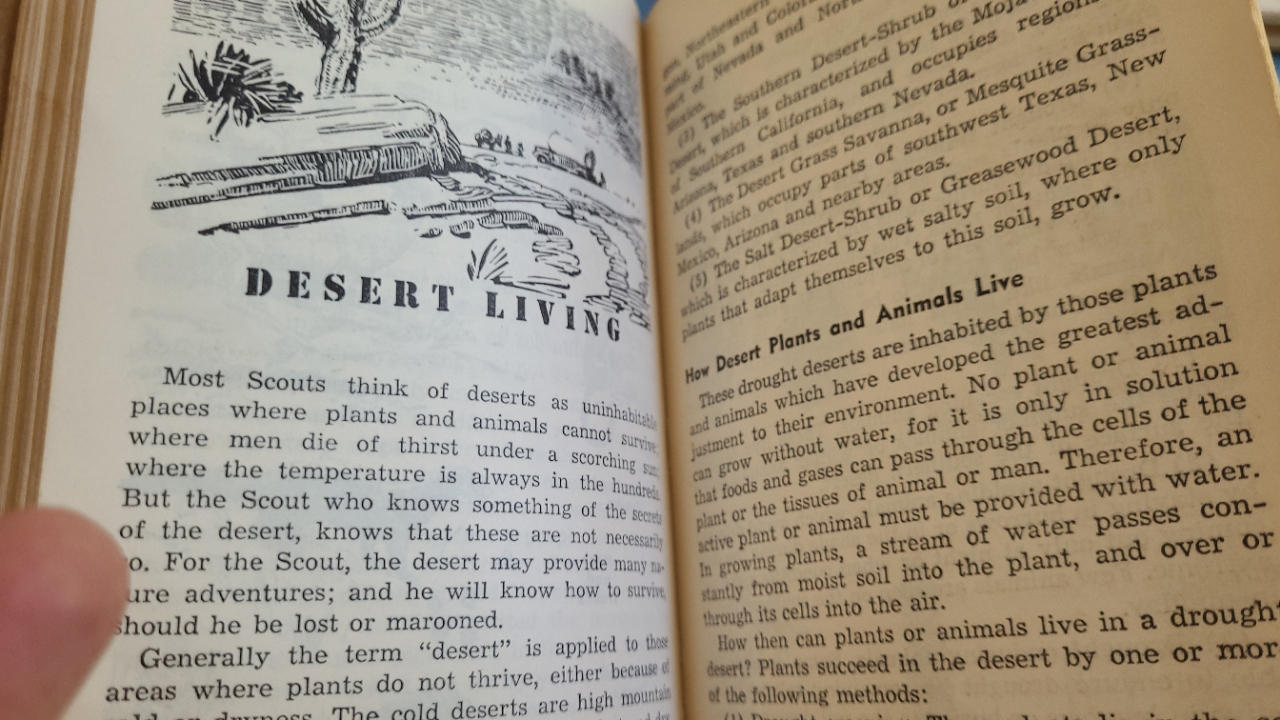 DESERT LIVING
Most Scouts think of deserts as uninhabitable
places where plants and animals cannot survive,
where men die of thirst under a scorching sun,
where the temperature is always in the hundreds.
But the Scout who knows something of the secrets
of the desert, knows that these are not necessarily
o. For the Scout, the desert may provide many na-
ure adventures; and he will know how to survive,
should he be lost or marooned.
Generally the term "desert" is applied to those
areas where plants do not thrive, either because of
dryness. The cold deserts are high mountain
Northeastern
Utah and Color
of Nevada and Nor
Mexico.
(3) The Southern Desert-Shrub or
Desert, which is characterized by the Moja
of Southern California, and occupies regions
Arizona, Texas and southern Nevada.
(4) The Desert Grass Savanna, or Mesquite Grass-
lands, which occupy parts of southwest Texas, New
Mexico, Arizona and nearby areas.
(5) The Salt Desert-Shrub or Greasewood Desert,
which is characterized by wet salty soil, where only
plants that adapt themselves to this soil, grow.
How Desert Plants and Animals Live
These drought deserts are inhabited by those plants
and animals which have developed the greatest ad-
justment to their environment. No plant or animal
can grow without water, for it is only in solution
that foods and gases can pass through the cells of the
plant or the tissues of animal or man. Therefore, an
active plant or animal must be provided with water.
In growing plants, a stream of water passes con-
stantly from moist soil into the plant, and over or
through its cells into the air.
How then can plants or animals live in a drought
desert? Plants succeed in the desert by one or mor
of the following methods: